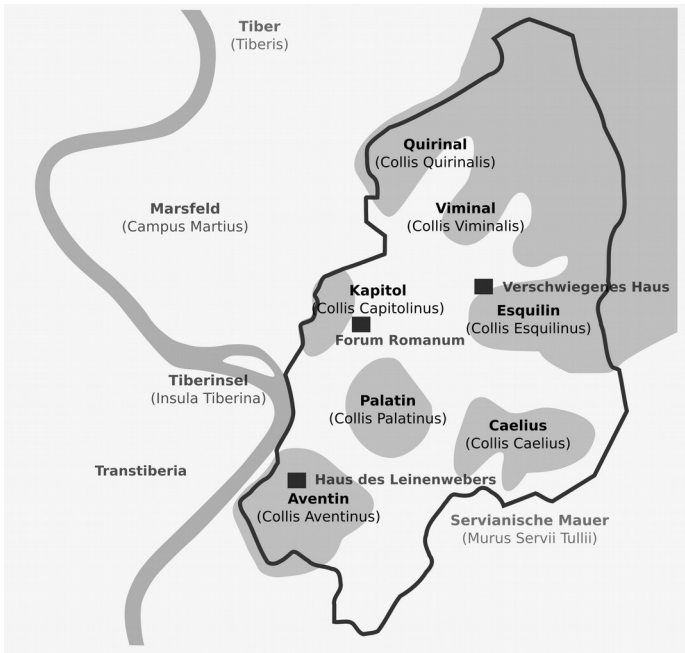 Tiber
(Tiberis)
Quirinal
(Collis Quirinalis)
Marsfeld
(Campus Martius)
Viminal
(Collis Viminalis)
Kapitol
(Collis Capitolinus)
Verschwiegenes Haus
Esquilin
(Collis Esquilinus)
Forum Romanum
Tiberinsel
(Insula Tiberina)
Palatin
(Collis Palatinus)
Caelius
(Collis Caelius)
Transtiberia
Haus des Leinenwebers
Aventin
(Collis Aventinus)
Servianische Mauer
(Murus Servii Tullii)